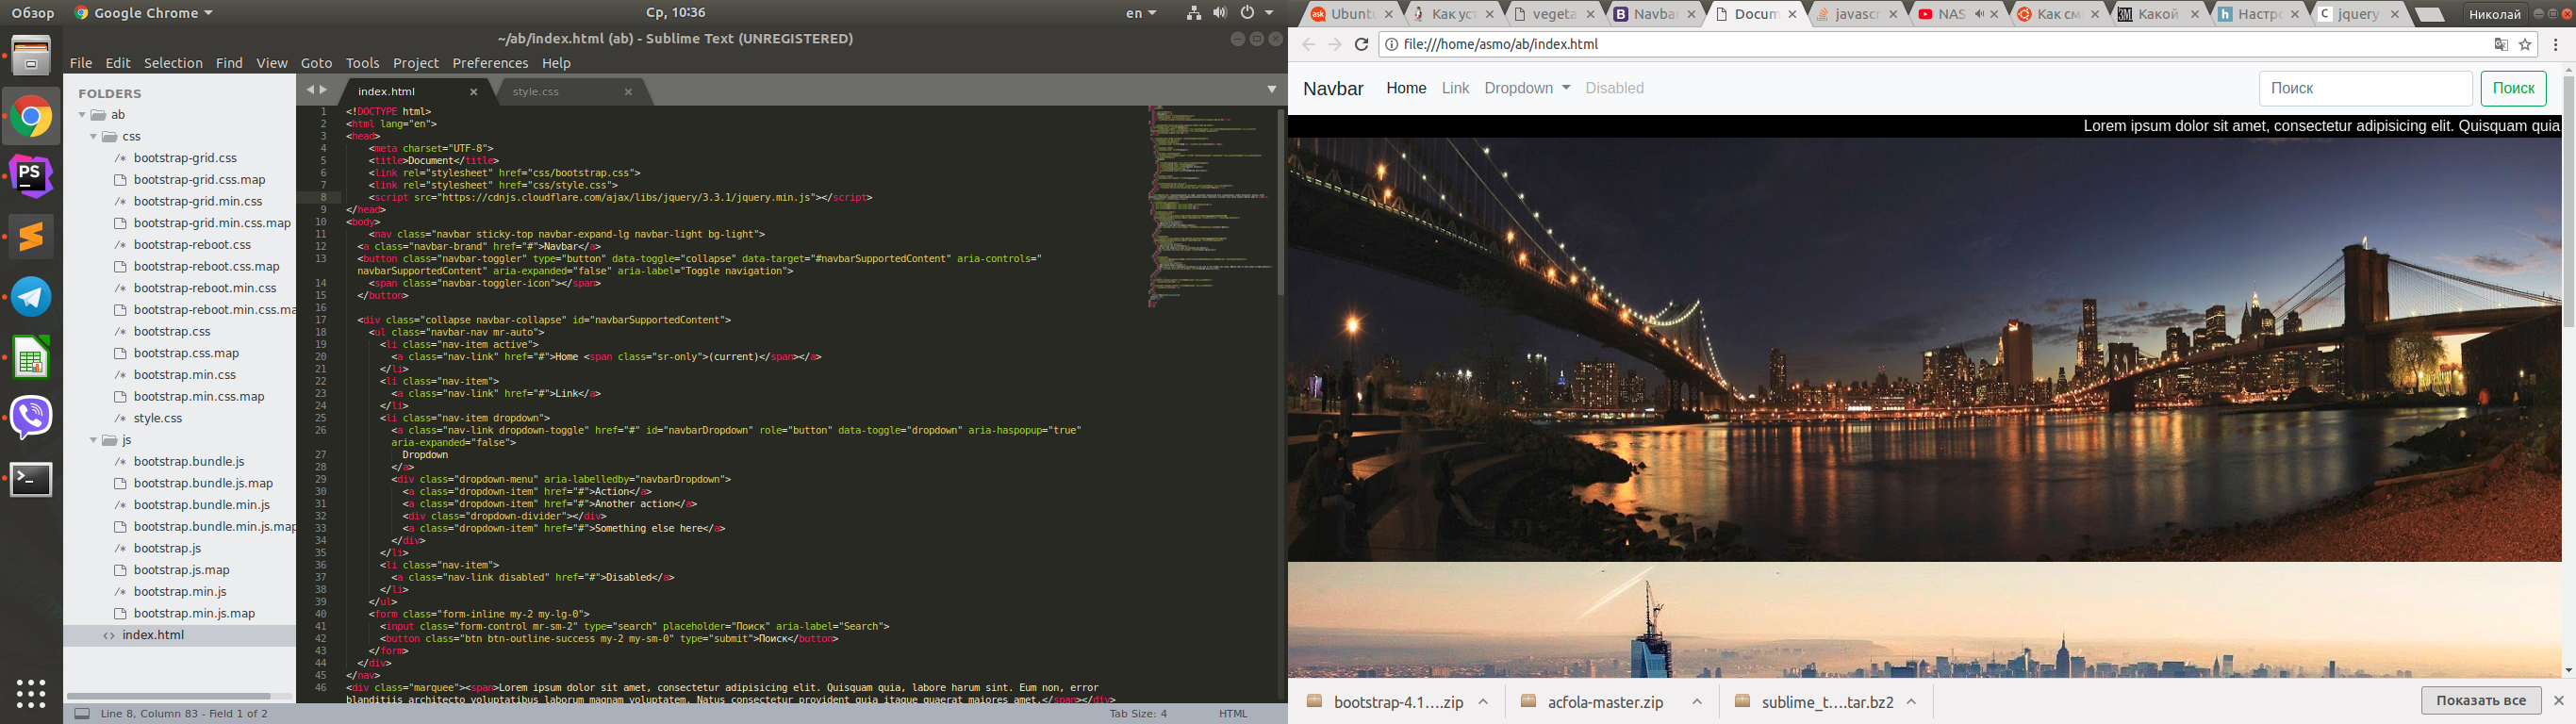 Обзор
Google Chrome
Ср, 10:36
en
~/ab/index.html (ab) - Sublime Text (UNREGISTERED)
File Edit Selection Find View Goto Tools Project Preferences Help
FOLDERS
ab
css
/* bootstrap-grid.css
bootstrap-grid.css.map
/* bootstrap-grid.min.css
bootstrap-grid.min.css.map
/* bootstrap-reboot.css
bootstrap-reboot.css.map
/* bootstrap-reboot.min.css
bootstrap-reboot.min.css.ma
/* bootstrap.css
bootstrap.css.map
/* bootstrap.min.css
bootstrap.min.css.map
/* style.css
js
/* bootstrap.bundle.js
bootstrap.bundle.js.map
/* bootstrap.bundle.min.js
bootstrap.bundle.min.js.map
/* bootstrap.js
bootstrap.js.map
/* bootstrap.min.js
bootstrap.min.js.map
<> index.html
index.html
style.css
1 <!DOCTYPE html>
2 <html lang="en">
3 <head>
4 <meta charset="UTF-8">
5 <title>Document</title>
6 <link rel="stylesheet" href="css/bootstrap.css">
7 <link rel="stylesheet" href="css/style.css">
8 <script src="https://cdnjs.cloudflare.com/ajax/libs/jquery/3.3.1/jquery.min.js"></script>
9 </head>
10 <body>
11 <nav class="navbar sticky-top navbar-expand-lg navbar-light bg-light">
12 <a class="navbar-brand" href="#">Navbar</a>
13 <button class="navbar-toggler" type="button" data-toggle="collapse" data-target="#navbarSupportedContent" aria-controls="
navbarSupportedContent" aria-expanded="false" aria-label="Toggle navigation">
14 <span class="navbar-toggler-icon"></span>
15 </button>
16
17 <div class="collapse navbar-collapse" id="navbarSupportedContent">
18 <ul class="navbar-nav mr-auto">
19 <li class="nav-item active">
20 <a class="nav-link" href="#">Home <span class="sr-only">(current)</span></a>
21 </li>
22 <li class="nav-item">
23 <a class="nav-link" href="#">Link</a>
24 </li>
25 <li class="nav-item dropdown">
26 <a class="nav-link dropdown-toggle" href="#" id="navbarDropdown" role="button" data-toggle="dropdown" aria-haspopup="true"
aria-expanded="false">
27 Dropdown
28 </a>
29 <div class="dropdown-menu" aria-labelledby="navbarDropdown">
30 <a class="dropdown-item" href="#">Action</a>
31 <a class="dropdown-item" href="#">Another action</a>
32 <div class="dropdown-divider"></div>
33 <a class="dropdown-item" href="#">Something else here</a>
34 </div>
35 </li>
36 <li class="nav-item">
37 <a class="nav-link disabled" href="#">Disabled</a>
38 </li>
39 </ul>
40 <form class="form-inline my-2 my-lg-0">
41 <input class="form-control mr-sm-2" type="search" placeholder="Поиск" aria-label="Search">
42 <button class="btn btn-outline-success my-2 my-sm-0" type="submit">Поиск</button>
43 </form>
44 </div>
45 </nav>
46 <div class="marquee"><span>Lorem ipsum dolor sit amet, consectetur adipisicing elit. Quisquam quia, labore harum sint. Eum non, error
blanditiis architecto voluptatibus laborum magnam voluptatem. Natus consectetur provident quia itaque quaerat maiores amet.</span></div>
Line 8, Column 83 - Field 1 of 2
Tab Size: 4
HTML
Ubuntu
Как ус
vegeta
Navba
Docum
javascr
NAS
Как см
Какой
Настро
jquery
Николай
file:///home/asmo/ab/index.html
Navbar Home Link Dropdown Disabled
Поиск
Поиск
Lorem ipsum dolor sit amet, consectetur adipisicing elit. Quisquam quia
bootstrap-4.1....zip
acfola-master.zip
sublime_t....tar.bz2
Показать все